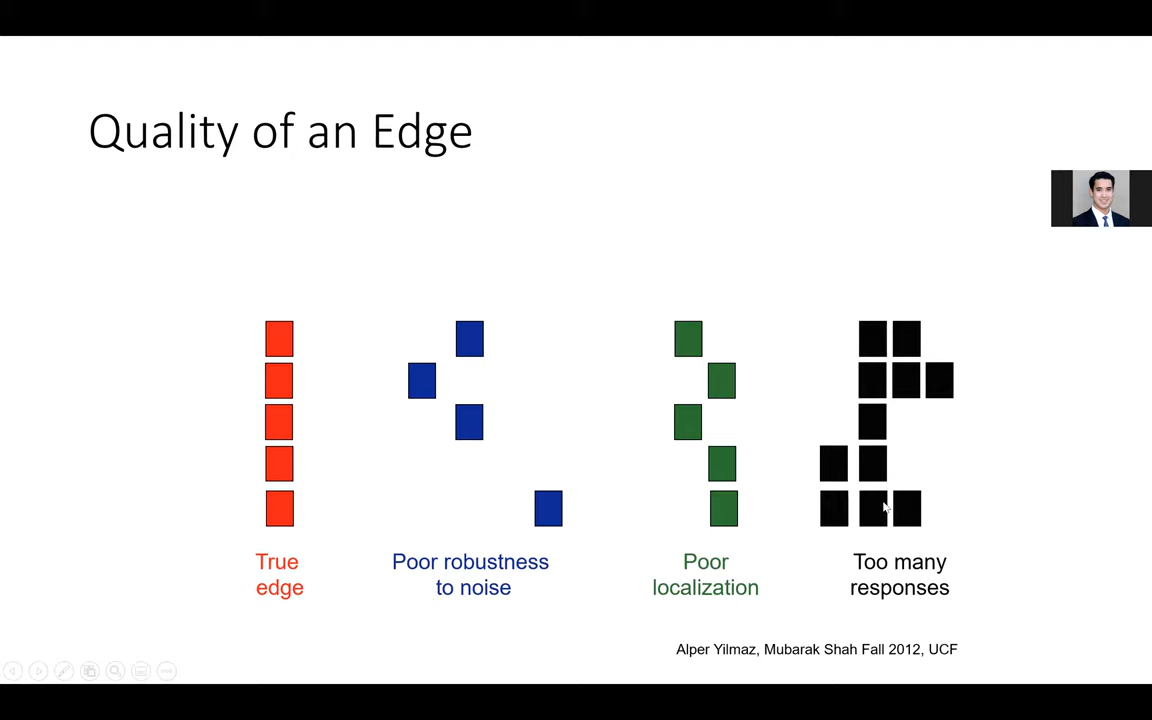 Quality of an Edge
True
edge
Poor robustness
to noise
Poor
localization
Too many
responses
Alper Yilmaz, Mubarak Shah Fall 2012, UCF